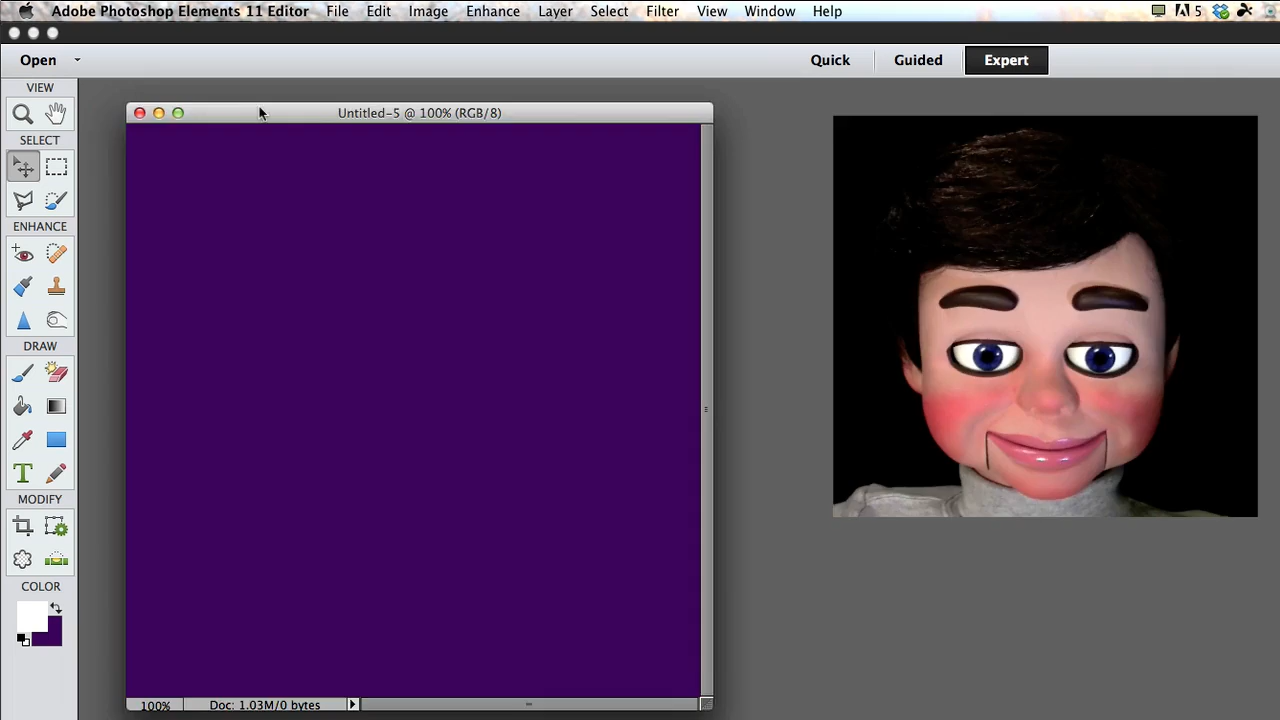 Adobe Photoshop Elements 11 Editor File Edit Image Enhance Layer Select Filter View Window Help 5
Open Quick Guided Expert
VIEW
Untitled-5 @ 100% (RGB/8)
SELECT
ENHANCE
DRAW
T
MODIFY
COLOR
100% Doc: 1.03M/0 bytes